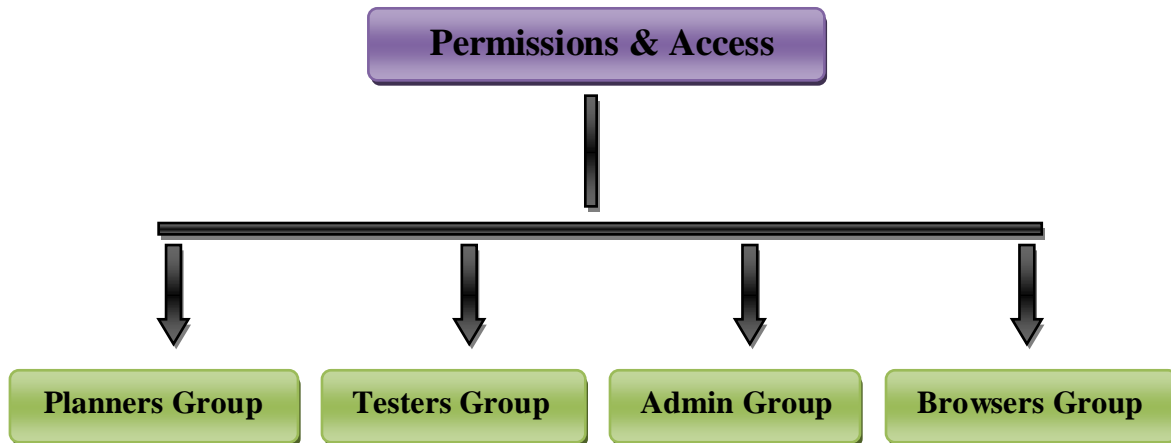 Permissions & Access
Planners Group
Testers Group
Admin Group
Browsers Group